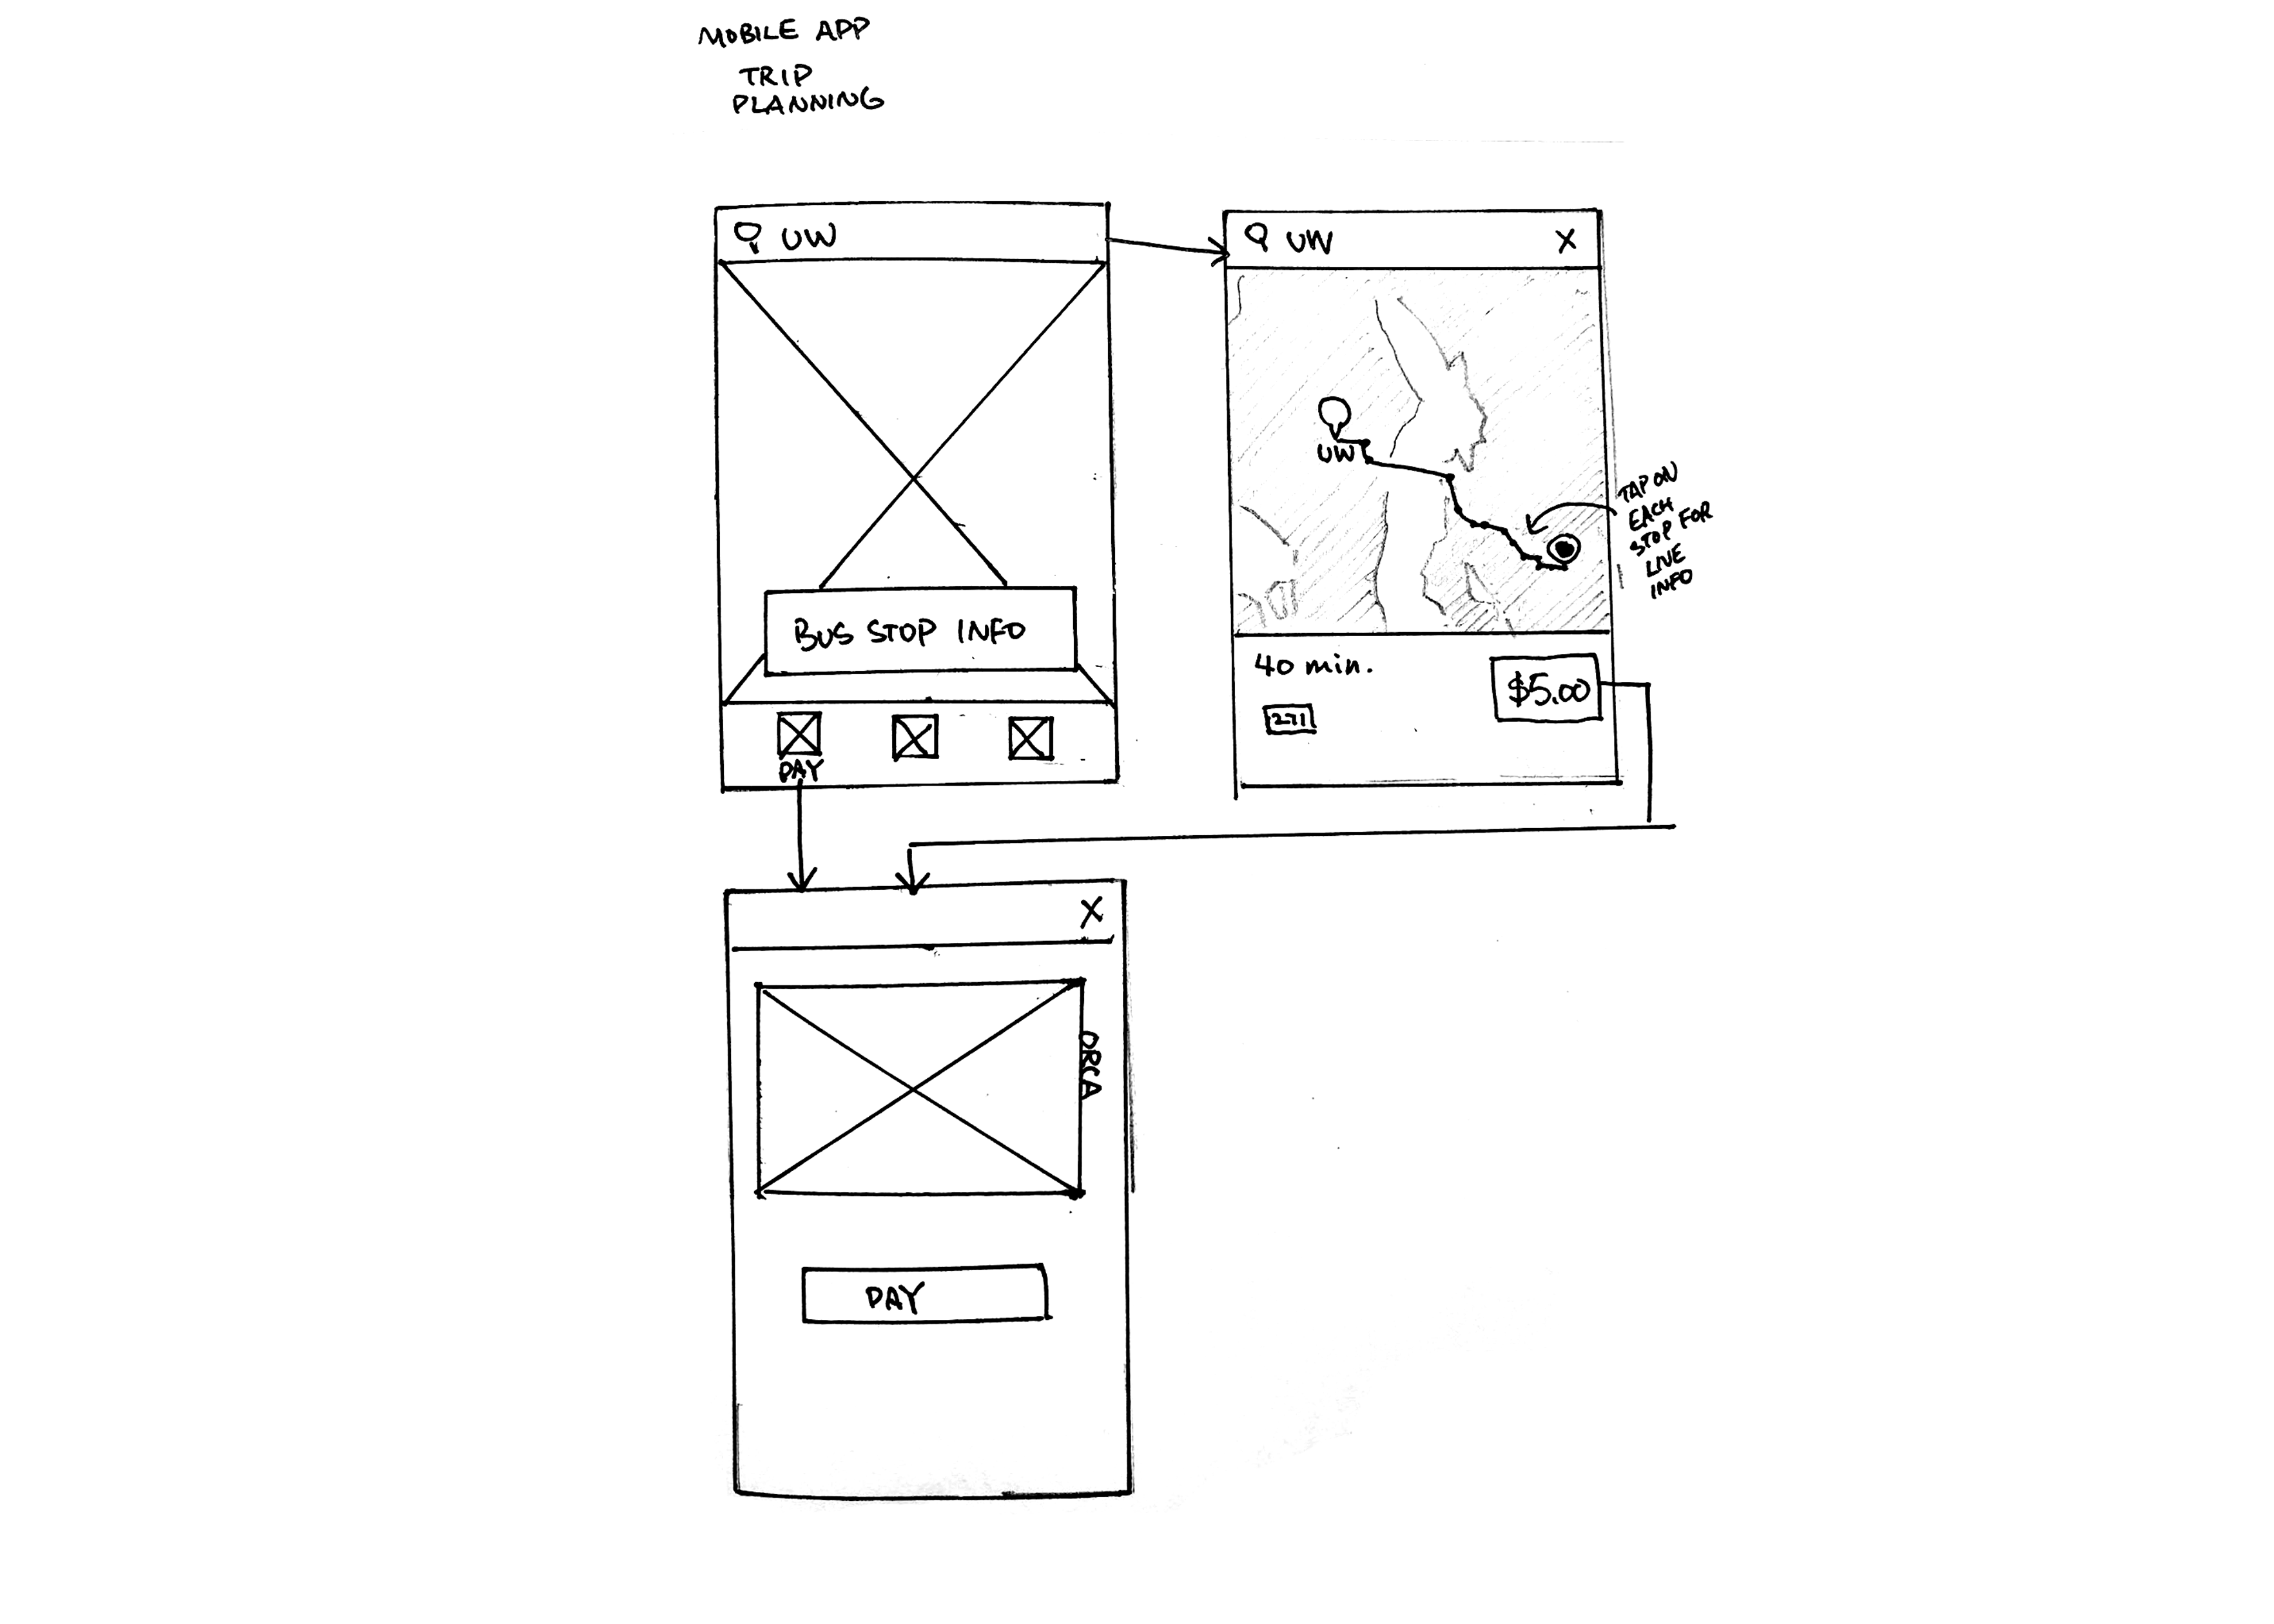 MOBILE APP
TRIP
PLANNING
UW
BUS STOP INFO
PAY
UW X
UW
TAP ON
EACH
STOP FOR
LIVE
INFO
40 min.
$5.00
271
X
ORCA
PAY